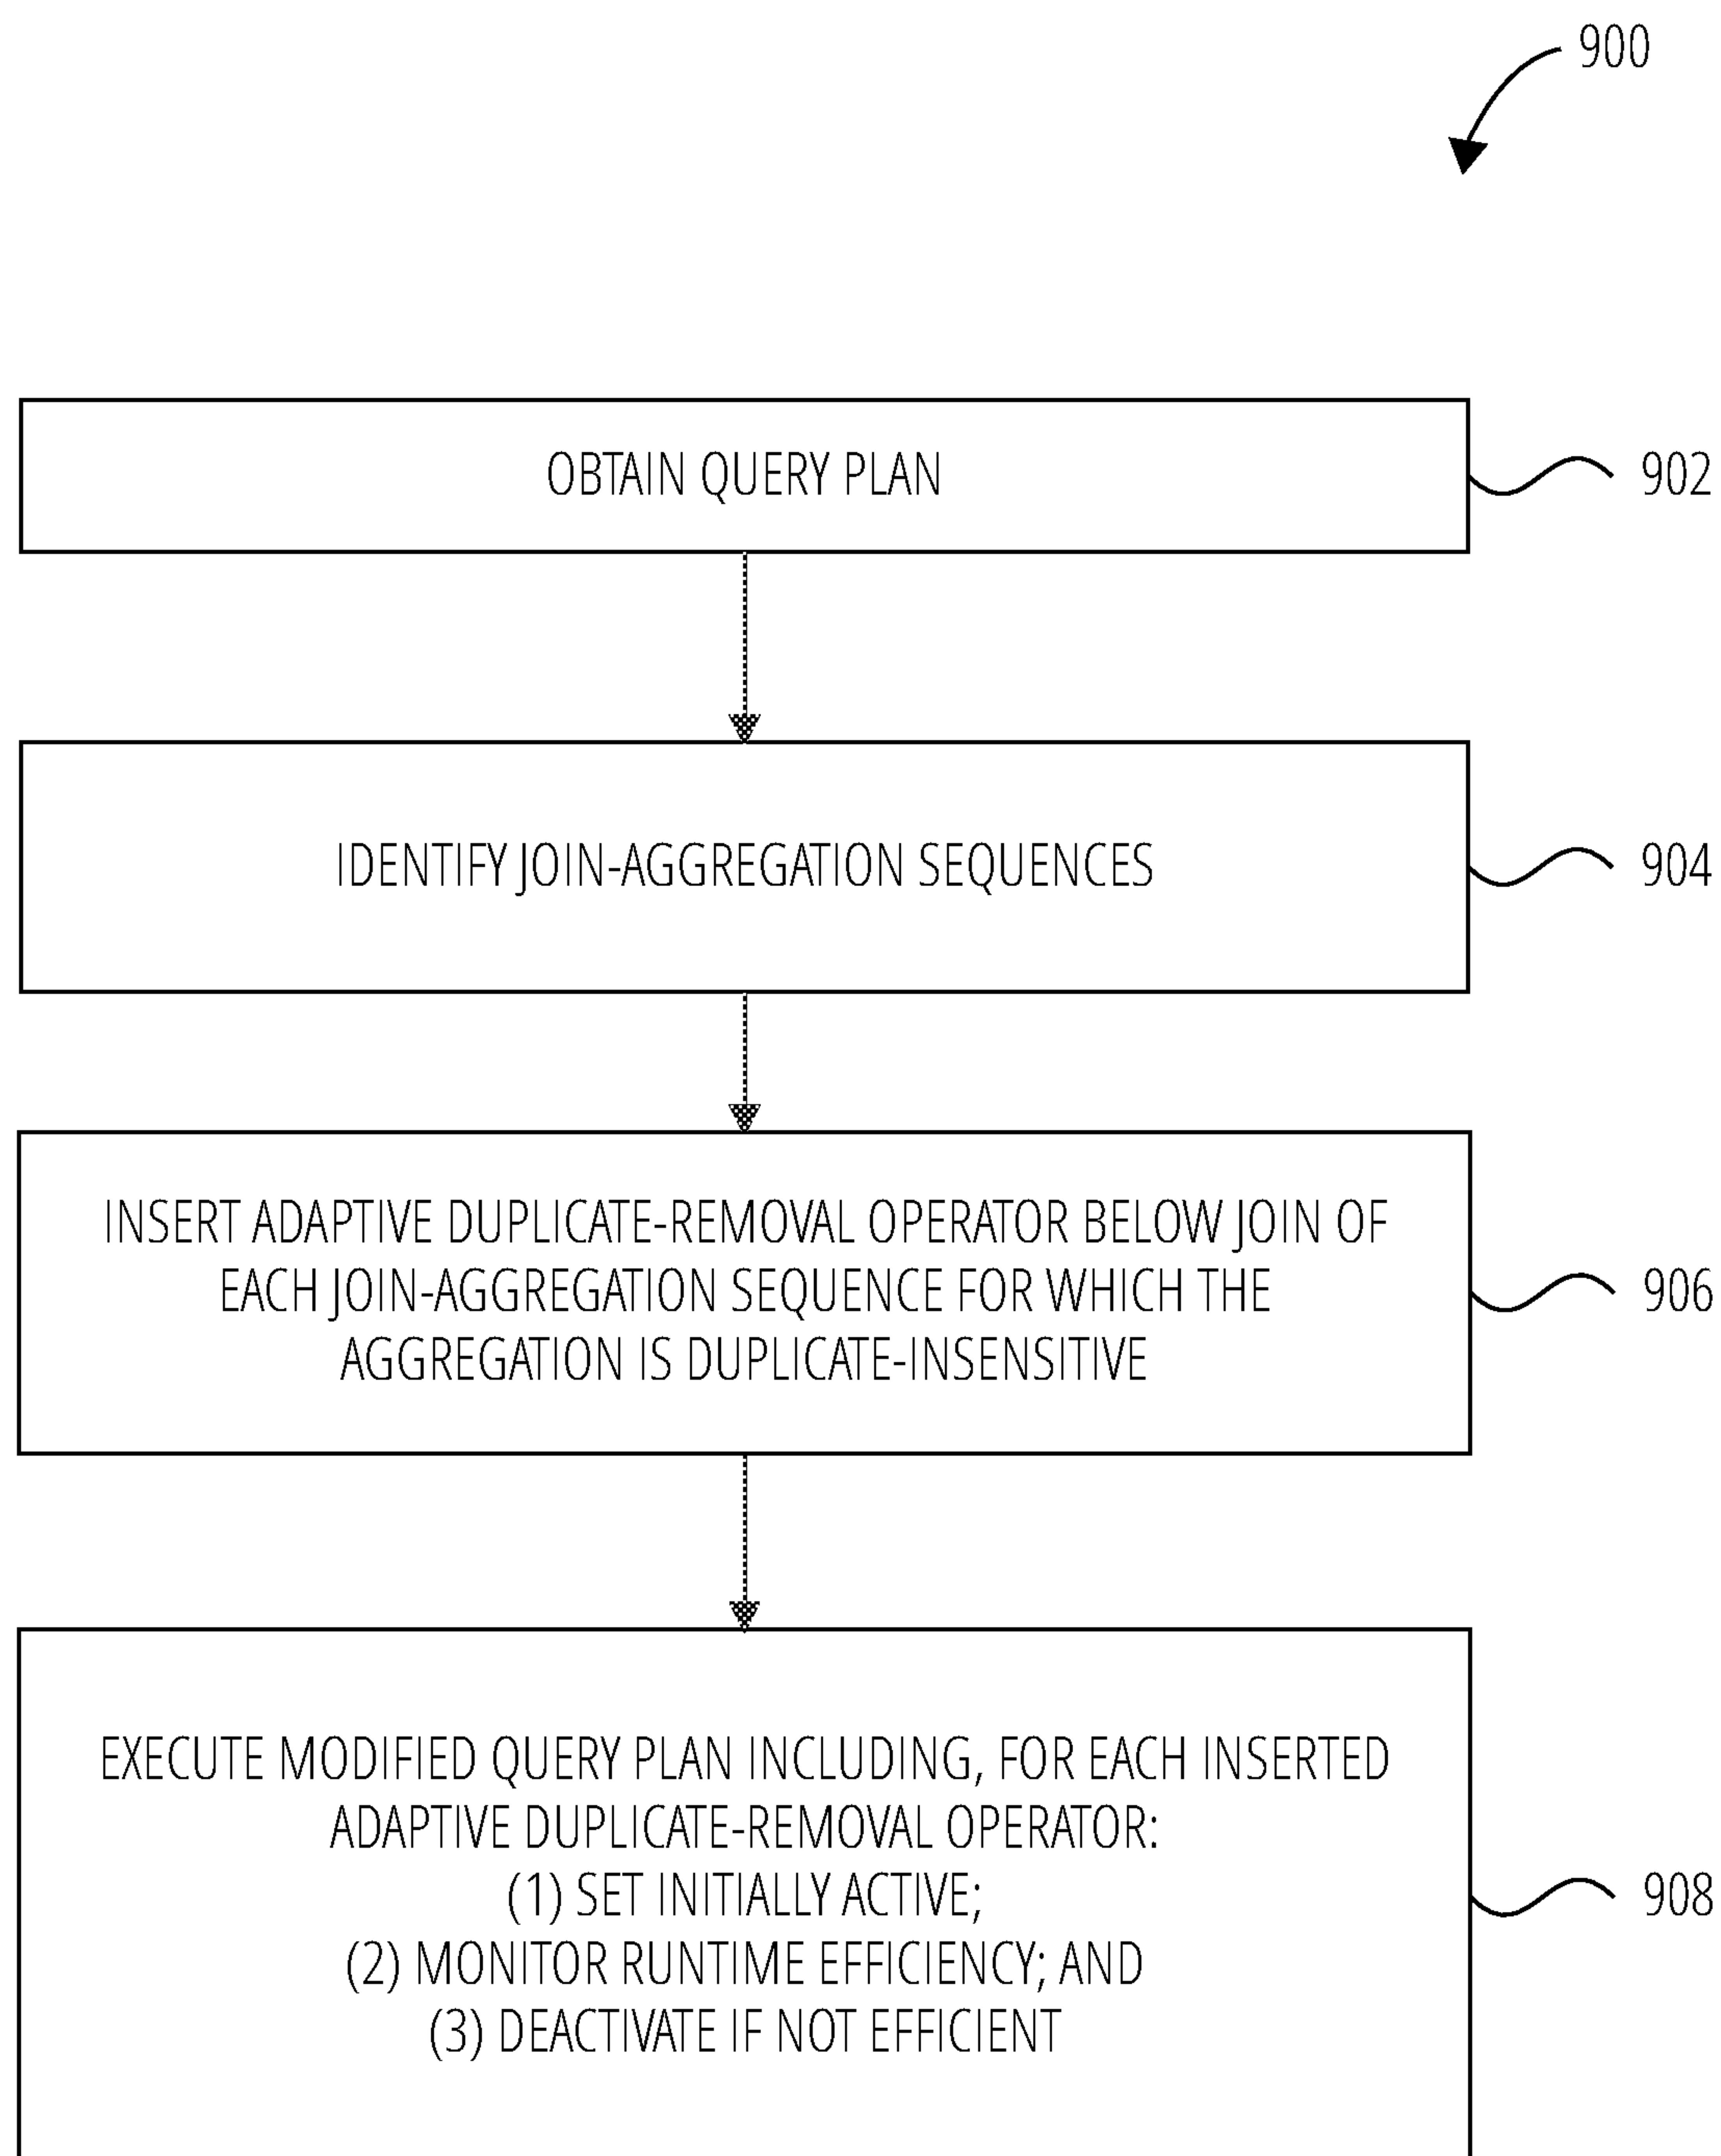 900
OBTAIN QUERY PLAN
902
IDENTIFY JOIN-AGGREGATION SEQUENCES
904
INSERT ADAPTIVE DUPLICATE-REMOVAL OPERATOR BELOW JOIN OF
EACH JOIN-AGGREGATION SEQUENCE FOR WHICH THE
AGGREGATION IS DUPLICATE-INSENSITIVE
906
EXECUTE MODIFIED QUERY PLAN INCLUDING, FOR EACH INSERTED
ADAPTIVE DUPLICATE-REMOVAL OPERATOR:
(1) SET INITIALLY ACTIVE;
(2) MONITOR RUNTIME EFFICIENCY; AND
(3) DEACTIVATE IF NOT EFFICIENT
908